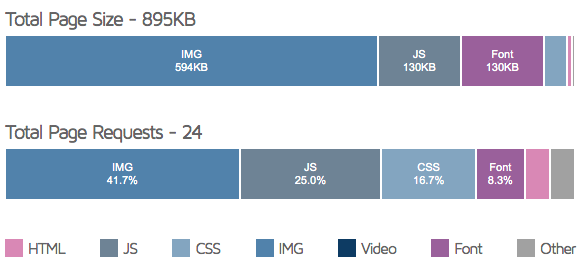 Total Page Size - 895KB
IMG JS Font
594KB 130KB 130KB
Total Page Requests - 24
IMG JS CSS Font
41.7% 25.0% 16.7% 8.3%
HTML JS CSS IMG Video Font Other